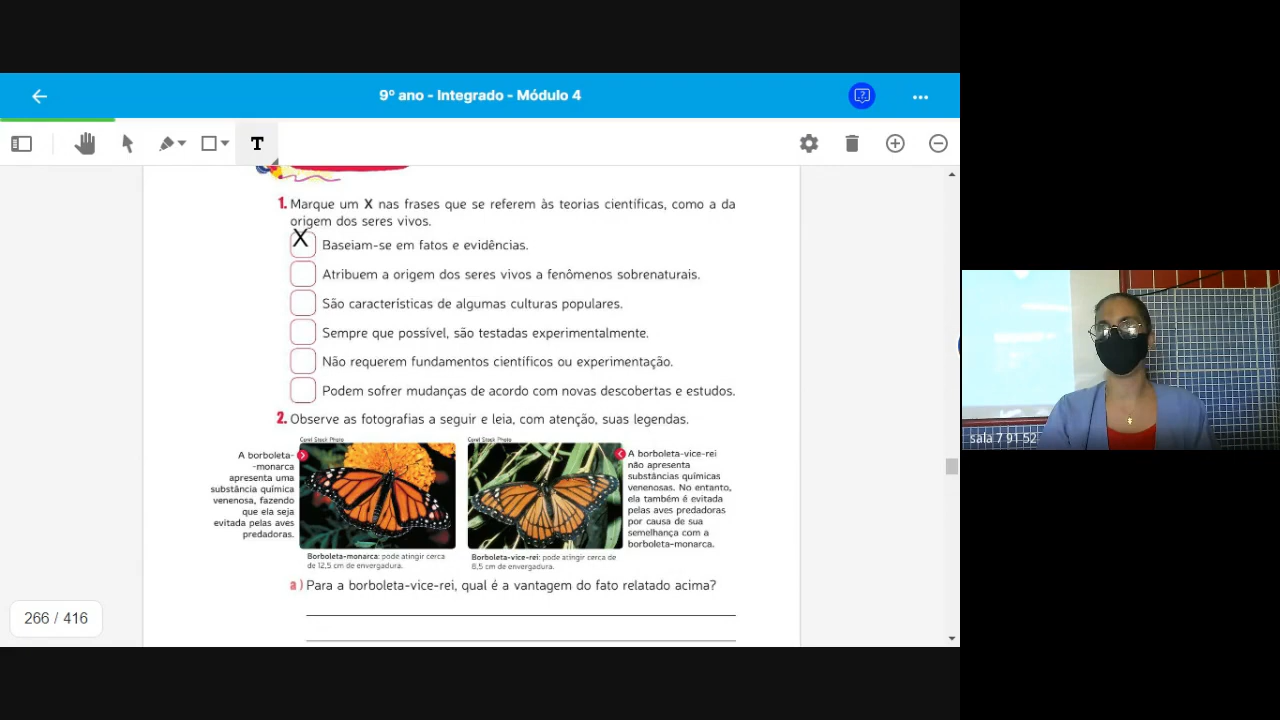 9º ano - Integrado - Módulo 4
T
1. Marque um X nas frases que se referem às teorias científicas, como a da
origem dos seres vivos.
X Baseiam-se em fatos e evidências.
Atribuem a origem dos seres vivos a fenômenos sobrenaturais.
São características de algumas culturas populares.
Sempre que possível, são testadas experimentalmente.
Não requerem fundamentos científicos ou experimentação.
Podem sofrer mudanças de acordo com novas descobertas e estudos.
2. Observe as fotografias a seguir e leia, com atenção, suas legendas.
Corel Stock Photo
Corel Stock Photo
A borboleta-
-monarca
apresenta uma
substância química
venenosa, fazendo
que ela seja
evitada pelas aves
predadoras.
A borboleta-vice-rei
não apresenta
substâncias químicas
venenosas. No entanto,
ela também é evitada
pelas aves predadoras
por causa de sua
semelhança com a
borboleta-monarca.
Borboleta-monarca: pode atingir cerca
de 12,5 cm de envergadura.
Borboleta-vice-rei: pode atingir cerca de
8,5 cm de envergadura.
a) Para a borboleta-vice-rei, qual é a vantagem do fato relatado acima?
266 / 416
sala 7 91 52